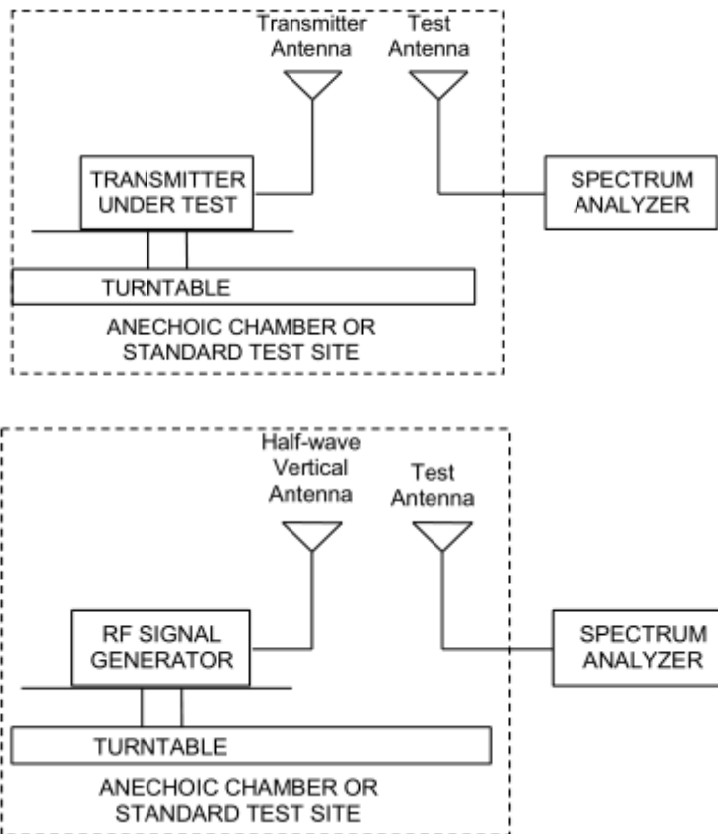 Transmitter
Antenna
Test
Antenna
TRANSMITTER
UNDER TEST
SPECTRUM
ANALYZER
TURNTABLE
ANECHOIC CHAMBER OR
STANDARD TEST SITE
Half-wave
Vertical
Antenna
Test
Antenna
RF SIGNAL
GENERATOR
SPECTRUM
ANALYZER
TURNTABLE
ANECHOIC CHAMBER OR
STANDARD TEST SITE